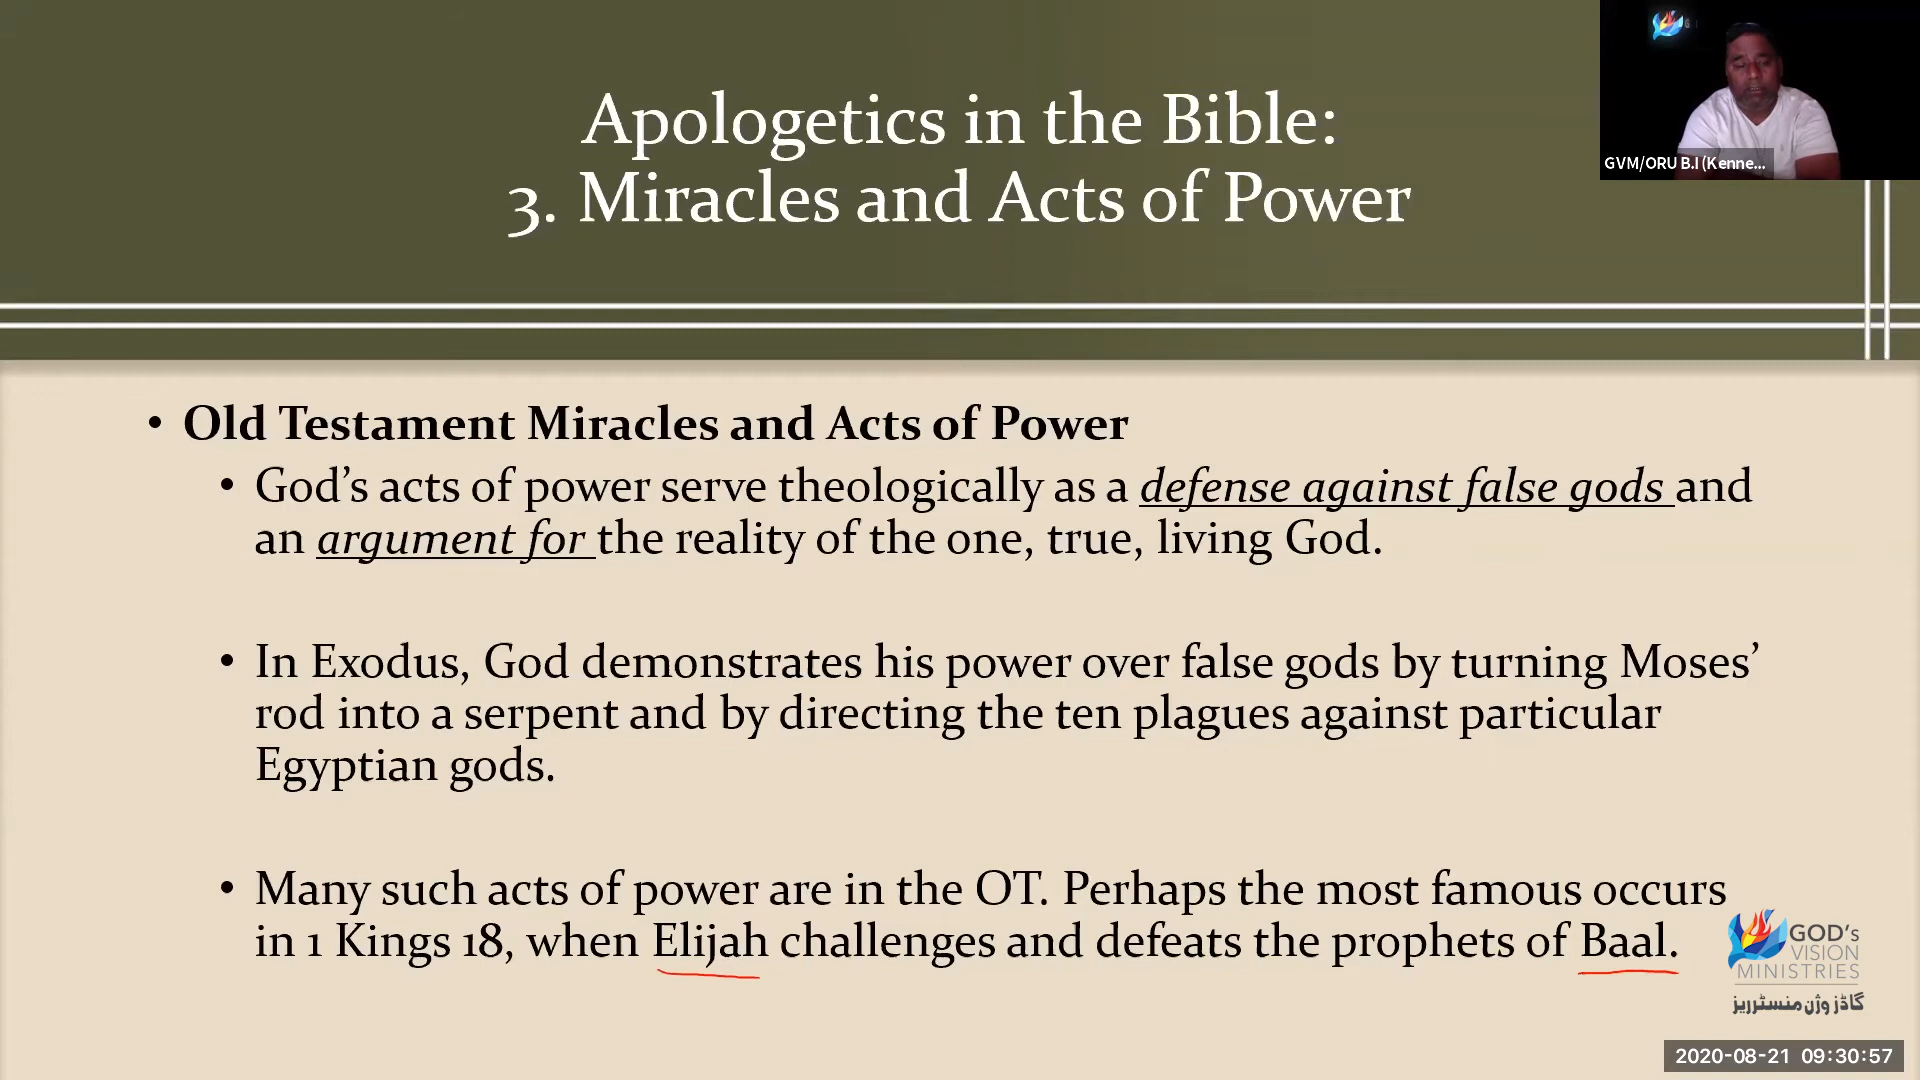 Apologetics in the Bible:
3. Miracles and Acts of Power
GVM/ORU B.I (Kenne...
• Old Testament Miracles and Acts of Power
• God’s acts of power serve theologically as a defense against false gods and
an argument for the reality of the one, true, living God.
• In Exodus, God demonstrates his power over false gods by turning Moses’
rod into a serpent and by directing the ten plagues against particular
Egyptian gods.
• Many such acts of power are in the OT. Perhaps the most famous occurs
in 1 Kings 18, when Elijah challenges and defeats the prophets of Baal.
GOD's
VISION
MINISTRIES
گاڈز وژن منسٹریز
2020-08-21 09:30:57